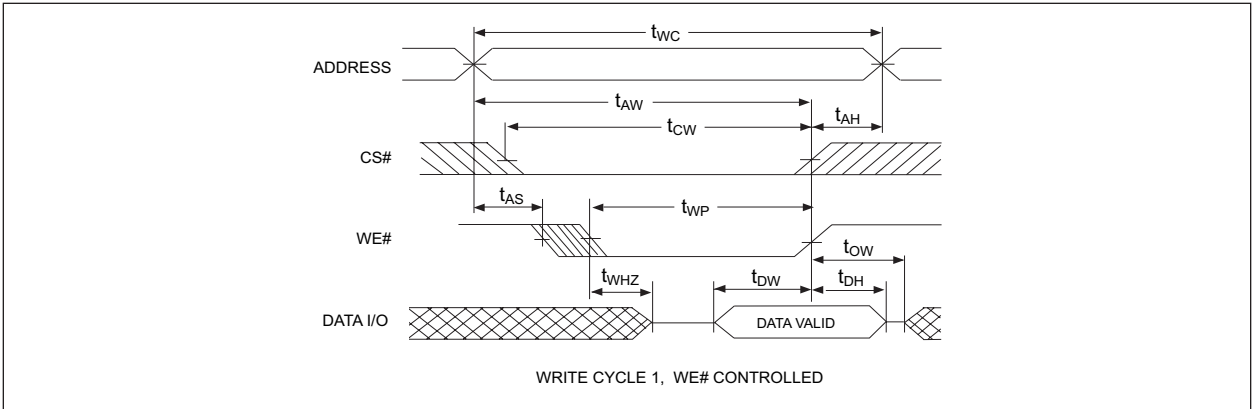 tWC
ADDRESS
tAW
tAH
tCW
CS#
tAS
tWP
WE#
tOW
tWHZ
tDW
tDH
DATA I/O
DATA VALID
WRITE CYCLE 1, WE# CONTROLLED